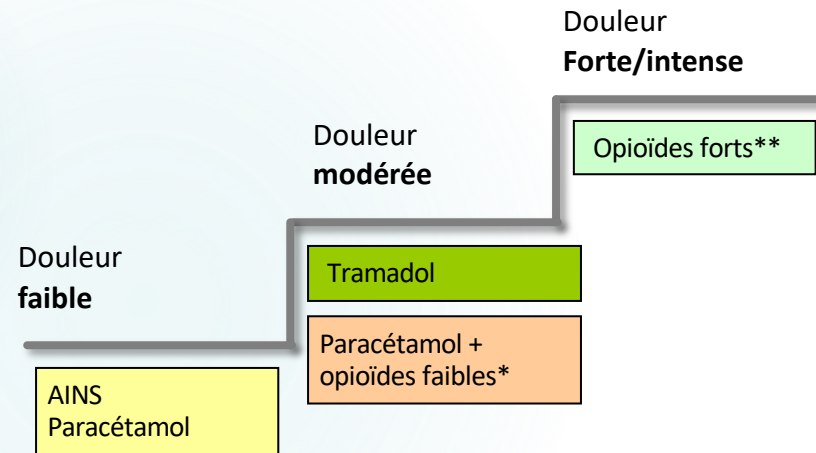 Douleur
Forte/intense
Opioïdes forts**
Douleur
modérée
Tramadol
Paracétamol +
opioïdes faibles*
Douleur
faible
AINS
Paracétamol